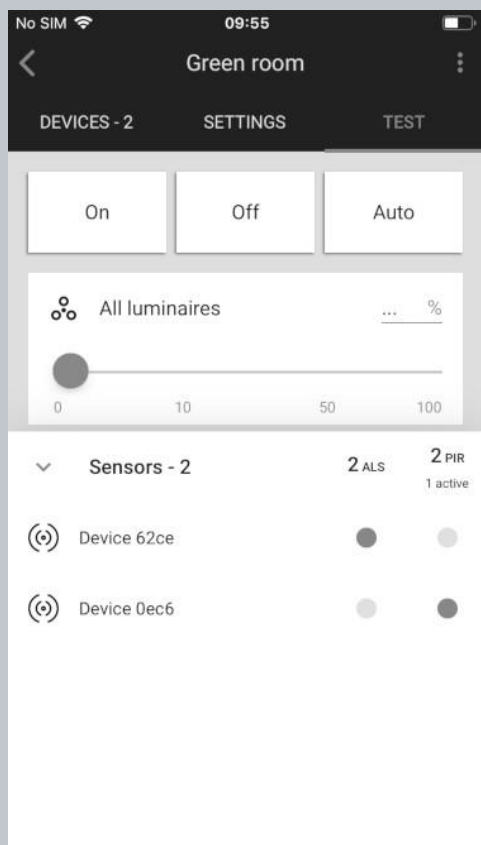 No SIM 09:55
Green room
DEVICES - 2 SETTINGS TEST
On Off Auto
All luminaires ... %
0 10 50 100
Sensors - 2 2 ALS 2 PIR
1 active
Device 62ce
Device 0ec6